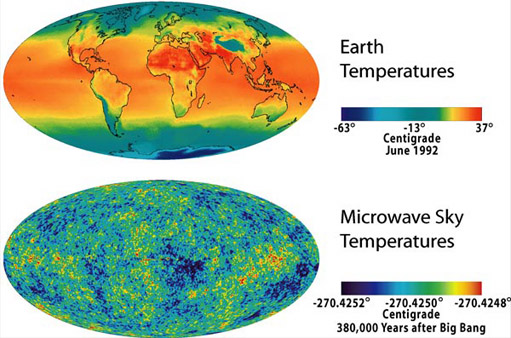 Earth
Temperatures
-63° -13° 37°
Centigrade
June 1992
Microwave Sky
Temperatures
-270.4252° -270.4250° -270.4248°
Centigrade
380,000 Years after Big Bang